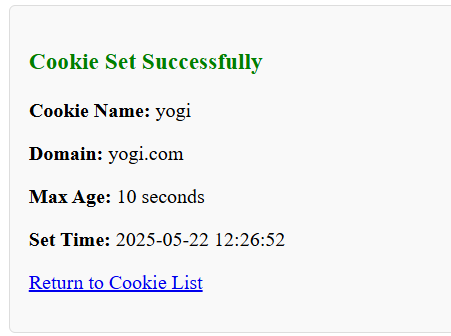 Cookie Set Successfully
Cookie Name: yogi
Domain: yogi.com
Max Age: 10 seconds
Set Time: 2025-05-22 12:26:52
Return to Cookie List